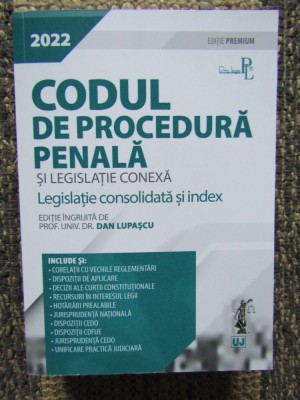 2022
EDIȚIE PREMIUM
CODUL
DE PROCEDURĂ
PENALĂ
ȘI LEGISLAȚIE CONEXĂ
Legislație consolidată și index
EDIȚIE ÎNGRIJITĂ DE
PROF. UNIV. DR. DAN LUPAȘCU
INCLUDE ȘI:
• CORELAȚII CU VECHILE REGLEMENTĂRI
• DISPOZIȚII DE APLICARE
• DECIZII ALE CURȚII CONSTITUȚIONALE
• RECURSURI ÎN INTERESUL LEGII
• HOTĂRÂRI PREALABILE
• JURISPRUDENȚĂ NAȚIONALĂ
• DISPOZIȚII CEDO
• DISPOZIȚII CDFUE
• JURISPRUDENȚĂ CEDO
• UNIFICARE PRACTICĂ JUDICIARĂ
UJ